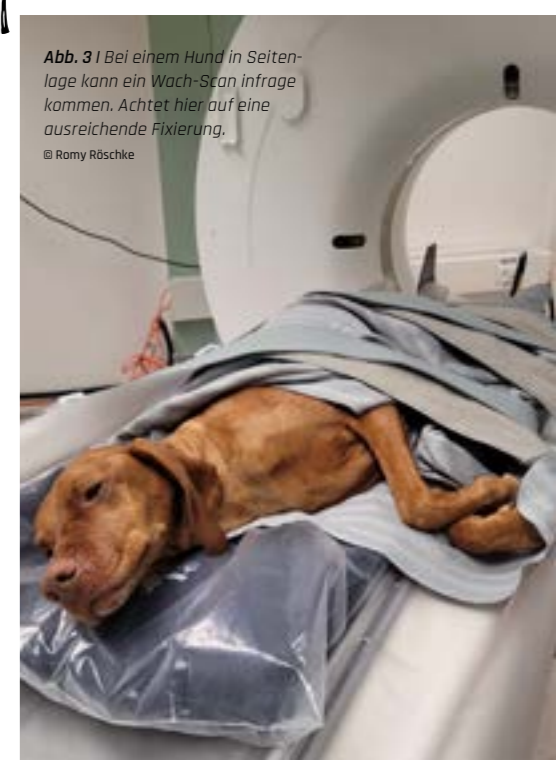 Abb. 3 I Bei einem Hund in Seiten-
lage kann ein Wach-Scan infrage
kommen. Achtet hier auf eine
ausreichende Fixierung.
© Romy Röschke